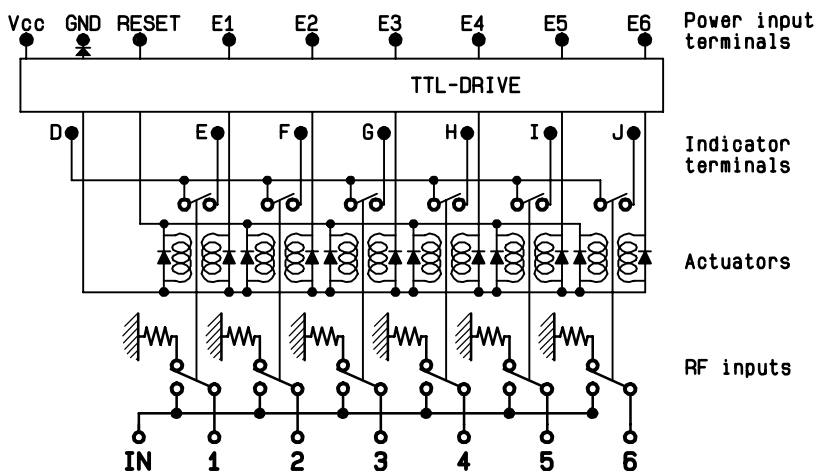 Vcc GND RESET E1 E2 E3 E4 E5 E6 Power input
terminals
TTL-DRIVE
D E F G H I J Indicator
terminals
Actuators
RF inputs
IN 1 2 3 4 5 6